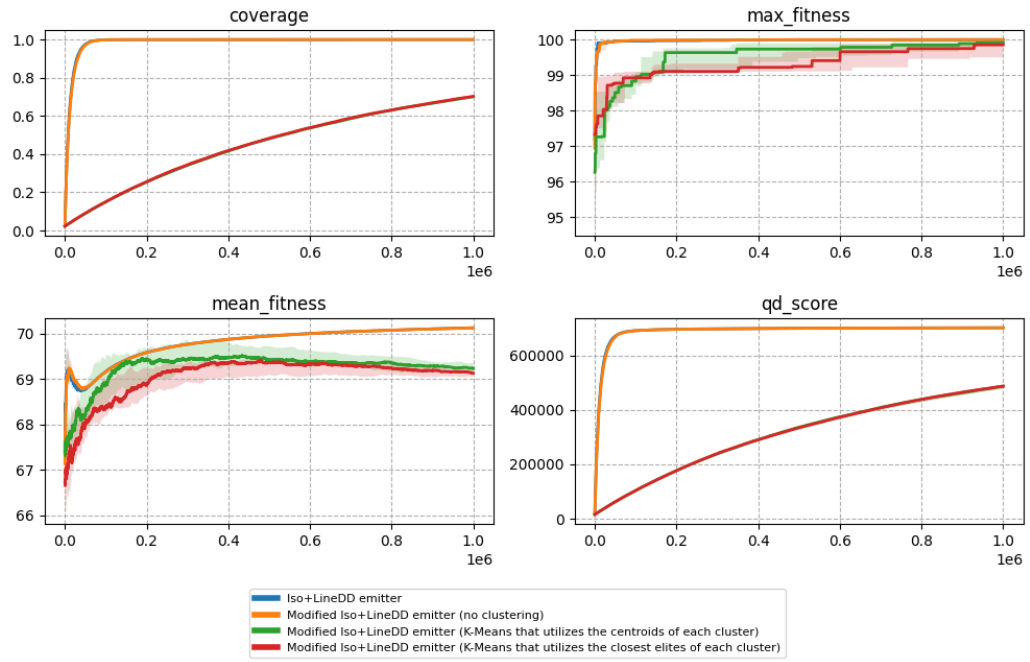 coverage
1.0
0.8
0.6
0.4
0.2
0.0
0.0 0.2 0.4 0.6 0.8 1.0
1e6
max_fitness
100
99
98
97
96
95
0.0 0.2 0.4 0.6 0.8 1.0
1e6
mean_fitness
70
69
68
67
66
0.0 0.2 0.4 0.6 0.8 1.0
1e6
qd_score
600000
400000
200000
0
0.0 0.2 0.4 0.6 0.8 1.0
1e6
Iso+LineDD emitter
Modified Iso+LineDD emitter (no clustering)
Modified Iso+LineDD emitter (K-Means that utilizes the centroids of each cluster)
Modified Iso+LineDD emitter (K-Means that utilizes the closest elites of each cluster)